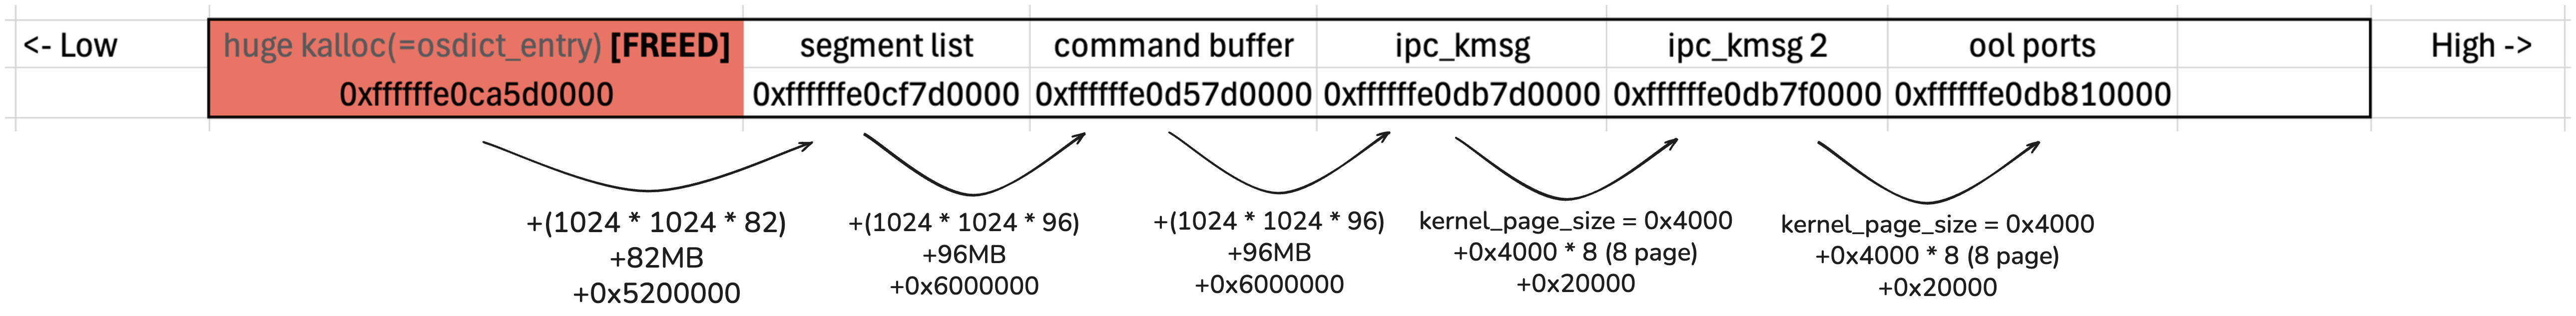 <- Low
huge kalloc(=osdict_entry) [FREED]
segment list
command buffer
ipc_kmsg
ipc_kmsg 2
ool ports
High ->
0xffffffe0ca5d0000
0xffffffe0cf7d0000
0xffffffe0d57d0000
0xffffffe0db7d0000
0xffffffe0db7f0000
0xffffffe0db810000
+(1024 * 1024 * 82)
+82MB
+0x5200000
+(1024 * 1024 * 96)
+96MB
+0x6000000
+(1024 * 1024 * 96)
+96MB
+0x6000000
kernel_page_size = 0x4000
+0x4000 * 8 (8 page)
+0x20000
kernel_page_size = 0x4000
+0x4000 * 8 (8 page)
+0x20000